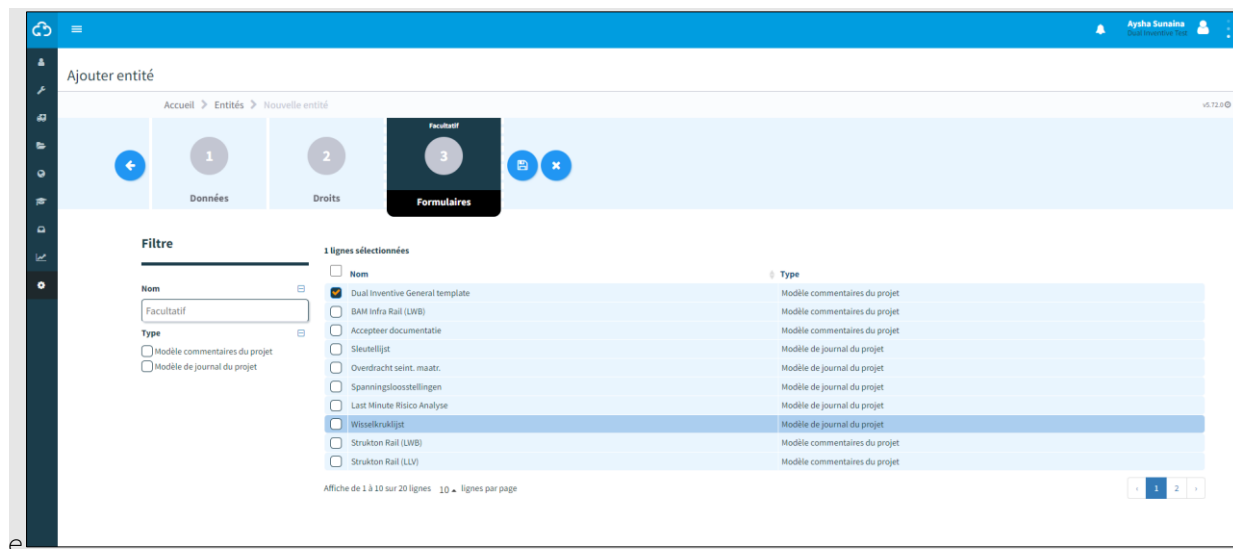 Aysha Sunaina
Dual Inventive Test
Ajouter entité
Accueil > Entités > Nouvelle entité
v5.72.0
Facultatif
1
2
3
Données
Droits
Formulaires
Filtre
1 lignes sélectionnées
Nom
Type
Nom
Facultatif
Type
Modèle commentaires du projet
Modèle de journal du projet
Dual Inventive General template Modèle commentaires du projet
BAM Infra Rail (LWB) Modèle commentaires du projet
Accepteer documentatie Modèle commentaires du projet
Sleutellijst Modèle de journal du projet
Overdracht seint. maatr. Modèle de journal du projet
Spanningsloosstellingen Modèle de journal du projet
Last Minute Risico Analyse Modèle de journal du projet
Wisselkruklijst Modèle de journal du projet
Strukton Rail (LWB) Modèle commentaires du projet
Strukton Rail (LLV) Modèle commentaires du projet
Affiche de 1 à 10 sur 20 lignes 10 lignes par page
‹ 1 2 ›
e